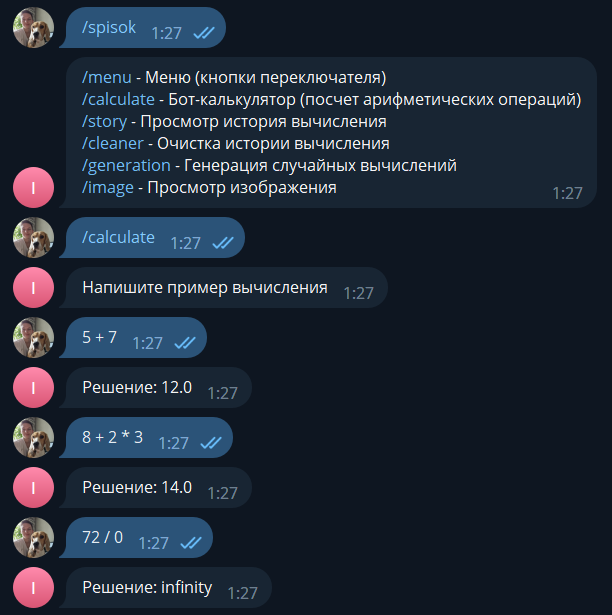 /spisok 1:27
/menu - Меню (кнопки переключателя)
/calculate - Бот-калькулятор (посчет арифметических операций)
/story - Просмотр история вычисления
/cleaner - Очистка истории вычисления
/generation - Генерация случайных вычислений
/image - Просмотр изображения
I 1:27
/calculate 1:27
I Напишите пример вычисления 1:27
5 + 7 1:27
I Решение: 12.0 1:27
8 + 2 * 3 1:27
I Решение: 14.0 1:27
72 / 0 1:27
I Решение: infinity 1:27